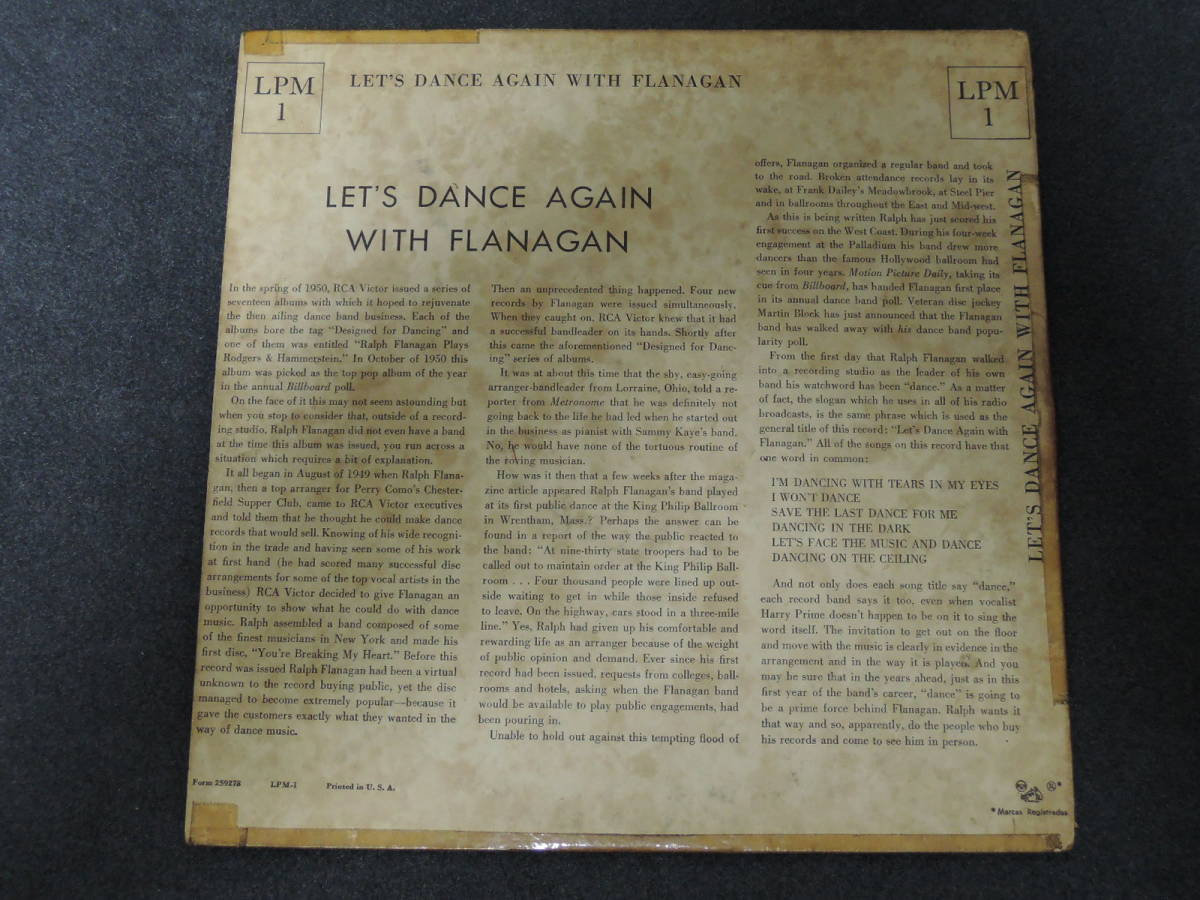 LPM
1
LET'S DANCE AGAIN WITH FLANAGAN
LPM
1
LET'S DANCE AGAIN
WITH FLANAGAN
In the spring of 1950, RCA Victor issued a series of
seventeen albums with which it hoped to rejuvenate
the then ailing dance band business. Each of the
albums bore the tag "Designed for Dancing" and
one of them was entitled "Ralph Flanagan Plays
Rodgers & Hammerstein." In October of 1950 this
album was picked as the top pop album of the year
in the annual Billboard poll.
On the face of it this may not seem astounding but
when you stop to consider that, outside of a record-
ing studio, Ralph Flanagan did not even have a band
at the time this album was issued, you run across a
situation which requires a bit of explanation.
It all began in August of 1949 when Ralph Flana-
gan, then a top arranger for Perry Como's Chester-
field Supper Club, came to RCA Victor executives
and told them that he thought he could make dance
records that would sell. Knowing of his wide recogni-
tion in the trade and having seen some of his work
at first hand (he had scored many successful disc
arrangements for some of the top vocal artists in the
business) RCA Victor decided to give Flanagan an
opportunity to show what he could do with dance
music. Ralph assembled a band composed of some
of the finest musicians in New York and made his
first disc, "You're Breaking My Heart." Before this
record was issued Ralph Flanagan had been a virtual
unknown to the record buying public, yet the disc
managed to become extremely popular—because it
gave the customers exactly what they wanted in the
way of dance music.
Then an unprecedented thing happened. Four new
records by Flanagan were issued simultaneously.
When they caught on, RCA Victor knew that it had
a successful bandleader on its hands. Shortly after
this came the aforementioned "Designed for Danc-
ing" series of albums.
It was at about this time that the shy, easy-going
arranger-bandleader from Lorraine, Ohio, told a re-
porter from Metronome that he was definitely not
going back to the life he had led when he started out
in the business as pianist with Sammy Kaye's band.
No, he would have none of the tortuous routine of
the roving musician.
How was it then that a few weeks after the maga-
zine article appeared Ralph Flanagan's band played
at its first public dance at the King Philip Ballroom
in Wrentham, Mass.? Perhaps the answer can be
found in a report of the way the public reacted to
the band: "At nine-thirty state troopers had to be
called out to maintain order at the King Philip Ball-
room . . . Four thousand people were lined up out-
side waiting to get in while those inside refused
to leave. On the highway, cars stood in a three-mile
line." Yes, Ralph had given up his comfortable and
rewarding life as an arranger because of the weight
of public opinion and demand. Ever since his first
record had been issued, requests from colleges, ball-
rooms and hotels, asking when the Flanagan band
would be available to play public engagements, had
been pouring in.
Unable to hold out against this tempting flood of
offers, Flanagan organized a regular band and took
to the road. Broken attendance records lay in its
wake, at Frank Dailey's Meadowbrook, at Steel Pier
and in ballrooms throughout the East and Mid-west.
As this is being written Ralph has just scored his
first success on the West Coast. During his four-week
engagement at the Palladium his band drew more
dancers than the famous Hollywood ballroom had
seen in four years. Motion Picture Daily, taking its
cue from Billboard, has handed Flanagan first place
in its annual dance band poll. Veteran disc jockey
Martin Block has just announced that the Flanagan
band has walked away with his dance band popu-
larity poll.
From the first day that Ralph Flanagan walked
into a recording studio as the leader of his own
band his watchword has been "dance." As a matter
of fact, the slogan which he uses in all of his radio
broadcasts, is the same phrase which is used as the
general title of this record: "Let's Dance Again with
Flanagan." All of the songs on this record have that
one word in common:
I'M DANCING WITH TEARS IN MY EYES
I WON'T DANCE
SAVE THE LAST DANCE FOR ME
DANCING IN THE DARK
LET'S FACE THE MUSIC AND DANCE
DANCING ON THE CEILING
And not only does each song title say "dance,"
each record band says it too, even when vocalist
Harry Prime doesn't happen to be on it to sing the
word itself. The invitation to get out on the floor
and move with the music is clearly in evidence in the
arrangement and in the way it is played. And you
may be sure that in the years ahead, just as in this
first year of the band's career, "dance" is going to
be a prime force behind Flanagan. Ralph wants it
that way and so, apparently, do the people who buy
his records and come to see him in person.
LET'S DANCE AGAIN WITH FLANAGAN
Form 259278 LPM-1 Printed in U. S. A.
®*
* Marcas Registradas